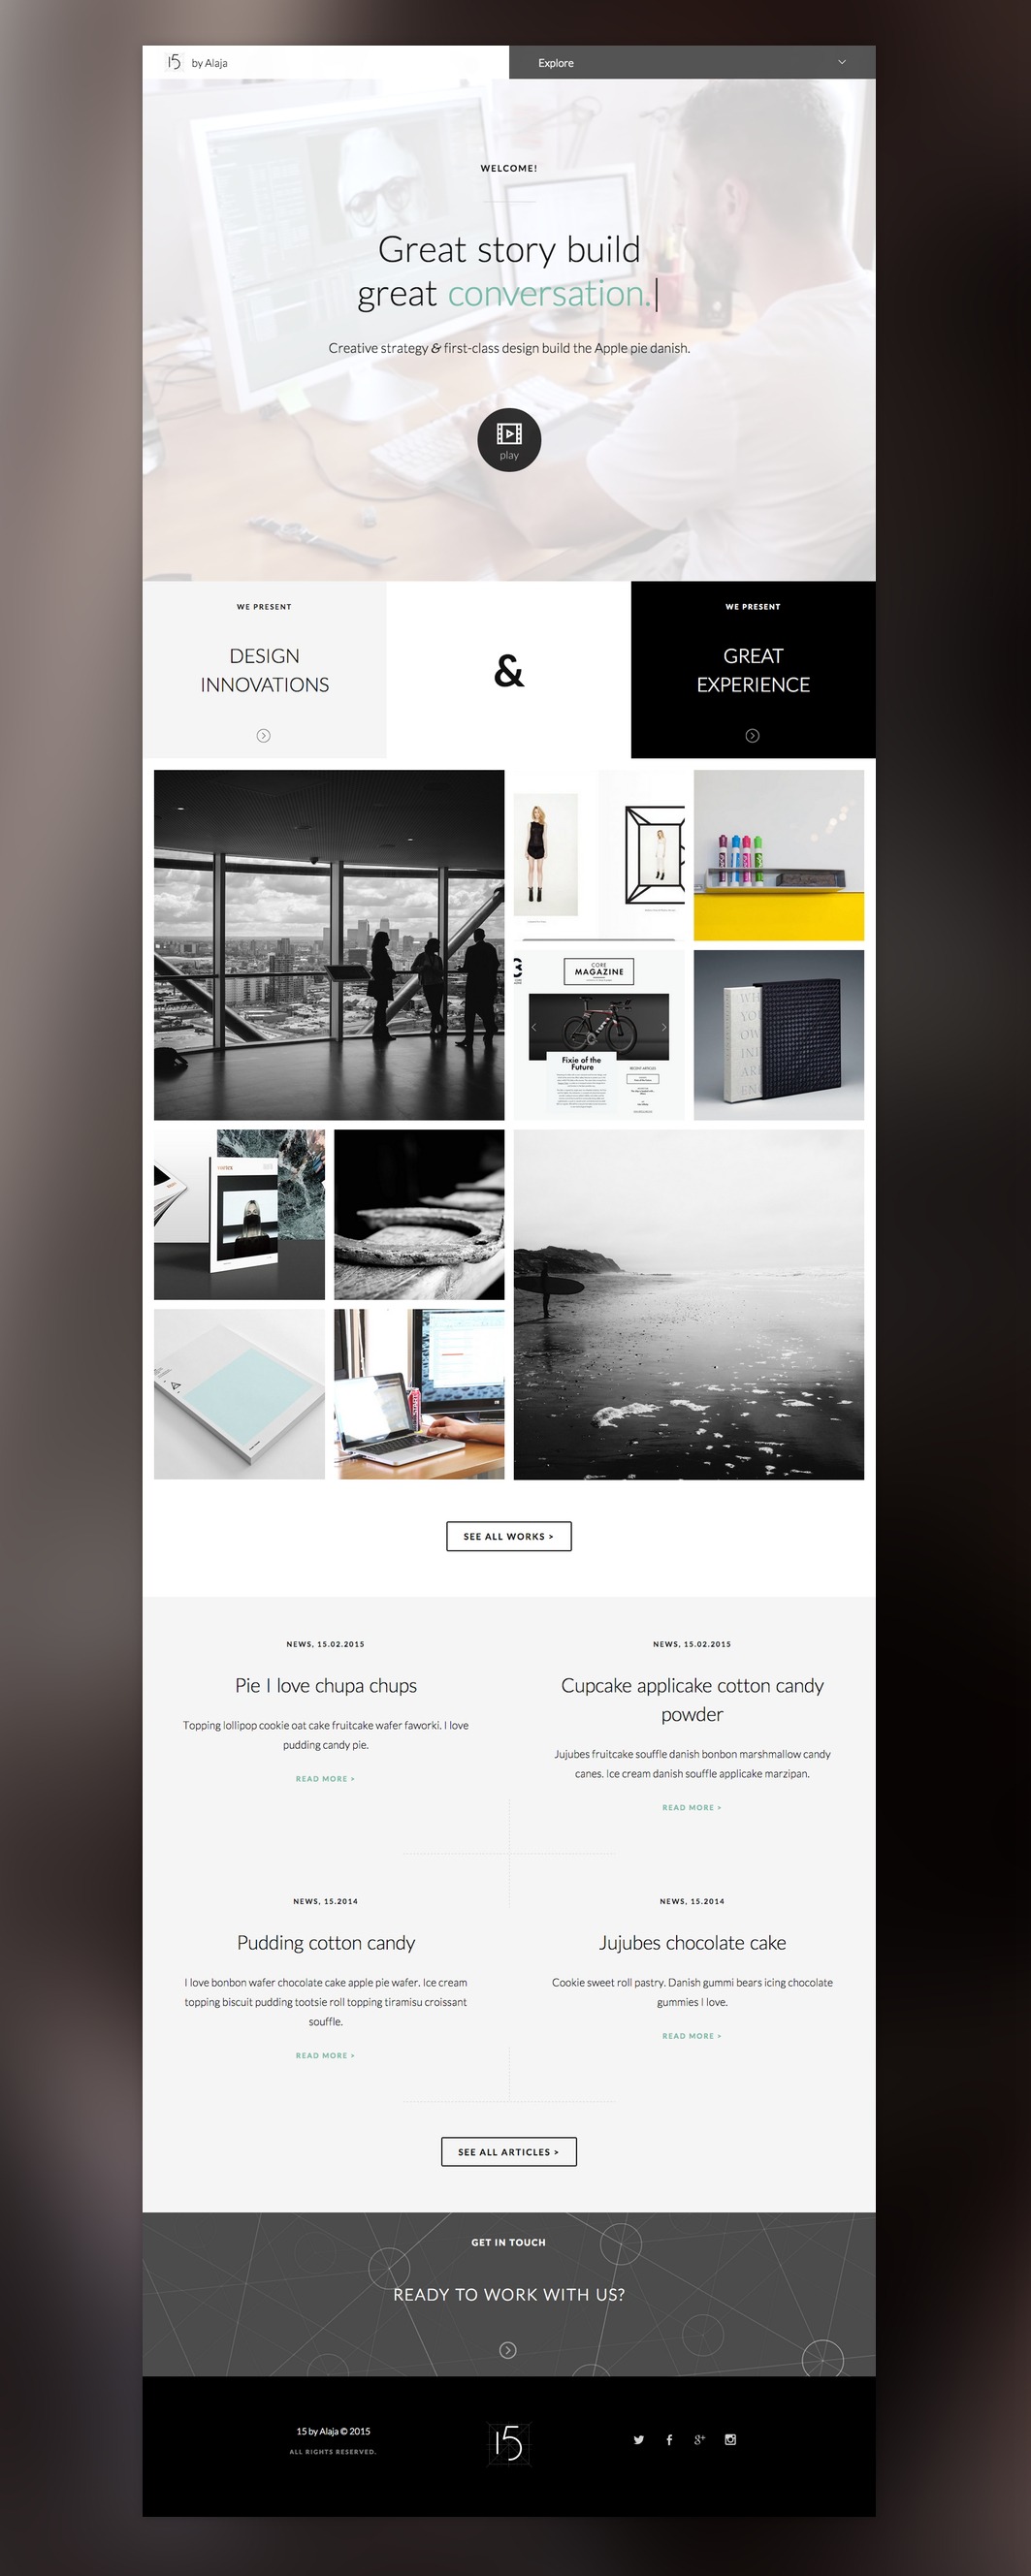 15 by Alaja
Explore
WELCOME!
Great story build
great conversation.
Creative strategy & first-class design build the Apple pie danish.
play
WE PRESENT
DESIGN
INNOVATIONS
&
WE PRESENT
GREAT
EXPERIENCE
CORE
MAGAZINE
Fixie of the
Future
RECENT ARTICLES
vortex
SEE ALL WORKS >
NEWS, 15.02.2015
Pie I love chupa chups
Topping lollipop cookie oat cake fruitcake wafer faworki. I love
pudding candy pie.
READ MORE >
NEWS, 15.02.2015
Cupcake applicake cotton candy
powder
Jujubes fruitcake souffle danish bonbon marshmallow candy
canes. Ice cream danish souffle applicake marzipan.
READ MORE >
NEWS, 15.2014
Pudding cotton candy
I love bonbon wafer chocolate cake apple pie wafer. Ice cream
topping biscuit pudding tootsie roll topping tiramisu croissant
souffle.
READ MORE >
NEWS, 15.2014
Jujubes chocolate cake
Cookie sweet roll pastry. Danish gummi bears icing chocolate
gummies I love.
READ MORE >
SEE ALL ARTICLES >
GET IN TOUCH
READY TO WORK WITH US?
15 by Alaja © 2015
ALL RIGHTS RESERVED.
15